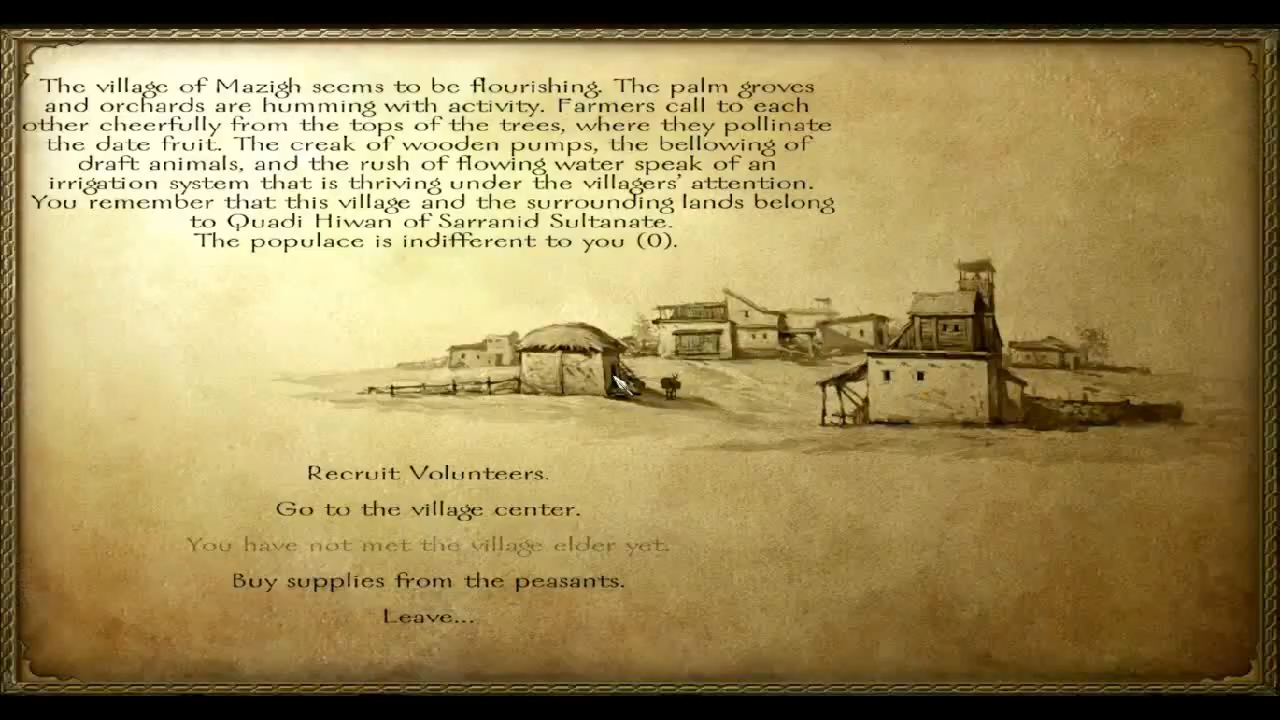 The village of Mazigh seems to be flourishing. The palm groves
and orchards are humming with activity. Farmers call to each
other cheerfully from the tops of the trees, where they pollinate
the date fruit. The creak of wooden pumps, the bellowing of
draft animals, and the rush of flowing water speak of an
irrigation system that is thriving under the villagers' attention.
You remember that this village and the surrounding lands belong
to Quadi Hiwan of Sarranid Sultanate.
The populace is indifferent to you (0).
Recruit Volunteers.
Go to the village center.
You have not met the village elder yet.
Buy supplies from the peasants.
Leave...